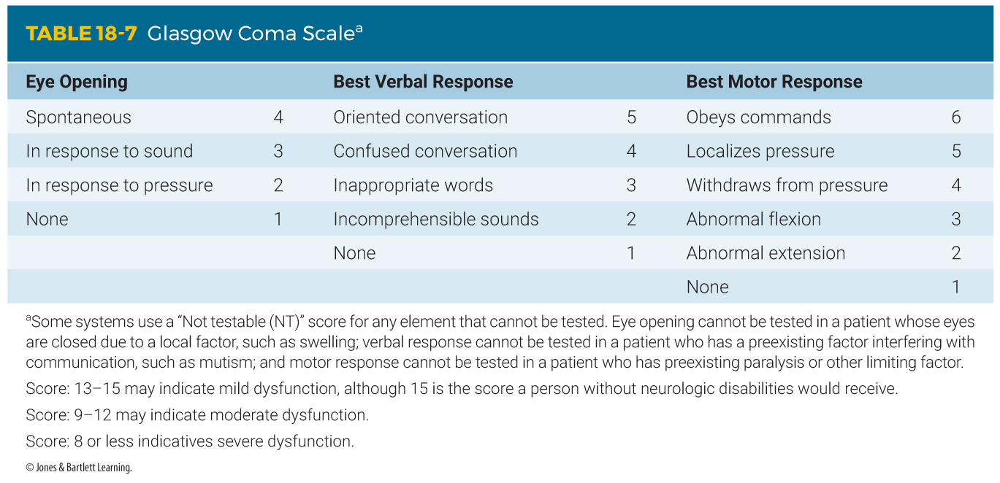 TABLE 18-7 Glasgow Coma Scaleᵃ
Eye Opening Best Verbal Response Best Motor Response
Spontaneous 4 Oriented conversation 5 Obeys commands 6
In response to sound 3 Confused conversation 4 Localizes pressure 5
In response to pressure 2 Inappropriate words 3 Withdraws from pressure 4
None 1 Incomprehensible sounds 2 Abnormal flexion 3
None 1 Abnormal extension 2
None 1
ᵃSome systems use a “Not testable (NT)” score for any element that cannot be tested. Eye opening cannot be tested in a patient whose eyes
are closed due to a local factor, such as swelling; verbal response cannot be tested in a patient who has a preexisting factor interfering with
communication, such as mutism; and motor response cannot be tested in a patient who has preexisting paralysis or other limiting factor.
Score: 13–15 may indicate mild dysfunction, although 15 is the score a person without neurologic disabilities would receive.
Score: 9–12 may indicate moderate dysfunction.
Score: 8 or less indicatives severe dysfunction.
© Jones & Bartlett Learning.